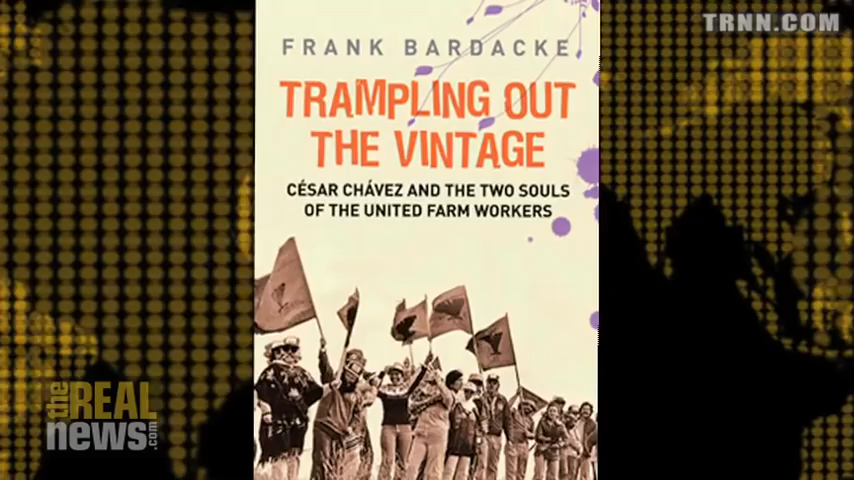 TRNN.COM
FRANK BARDACKE
TRAMPLING OUT
THE VINTAGE
CÉSAR CHÁVEZ AND THE TWO SOULS
OF THE UNITED FARM WORKERS
the REAL
news.com